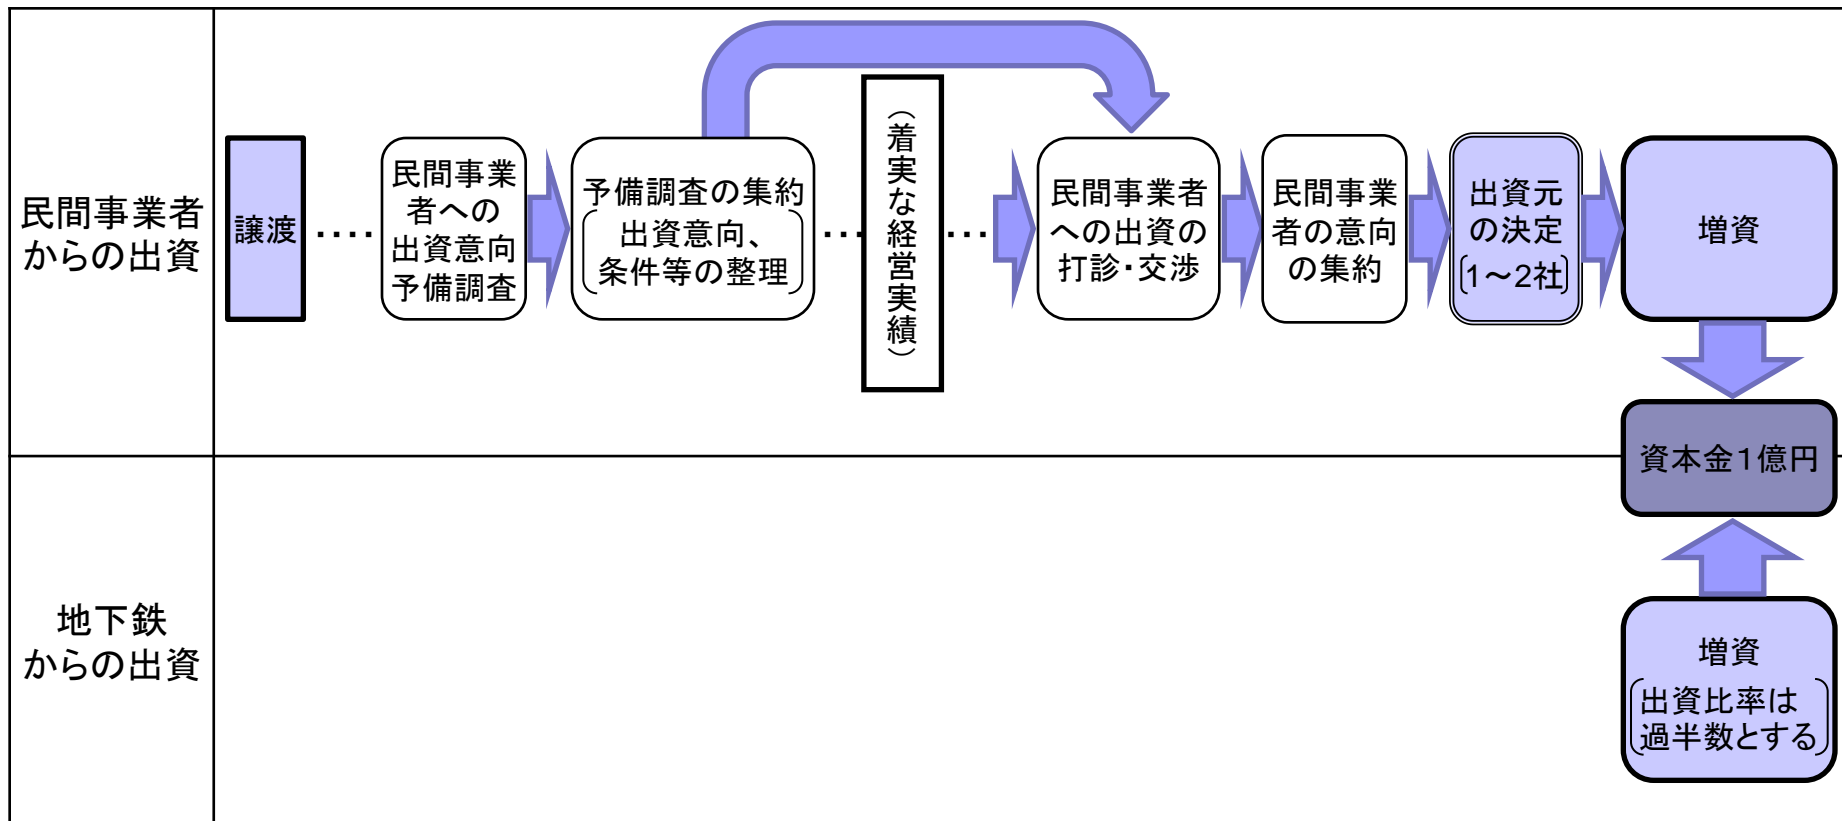 民間事業者
からの出資
譲渡
‥‥
民間事業
者への
出資意向
予備調査
予備調査の集約
出資意向、
条件等の整理
…
（着実な経営実績）
…
民間事業者
への出資の
打診・交渉
民間事業
者の意向
の集約
出資元
の決定
1～2社
増資
資本金１億円
地下鉄
からの出資
増資
出資比率は
過半数とする